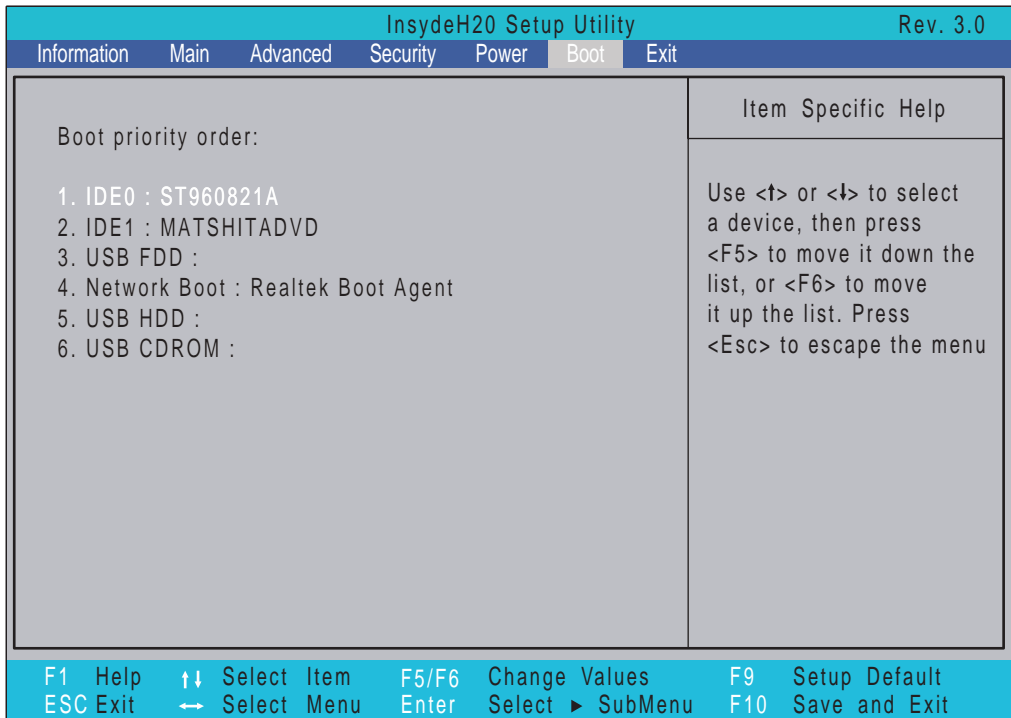 InsydeH20 Setup Utility Rev. 3.0
Information Main Advanced Security Power Boot Exit
Boot priority order:
1. IDE0 : ST960821A
2. IDE1 : MATSHITADVD
3. USB FDD :
4. Network Boot : Realtek Boot Agent
5. USB HDD :
6. USB CDROM :
Item Specific Help
Use <↑> or <↓> to select
a device, then press
<F5> to move it down the
list, or <F6> to move
it up the list. Press
<Esc> to escape the menu
F1 Help ↑↓ Select Item F5/F6 Change Values F9 Setup Default
ESC Exit ↔ Select Menu Enter Select ► SubMenu F10 Save and Exit